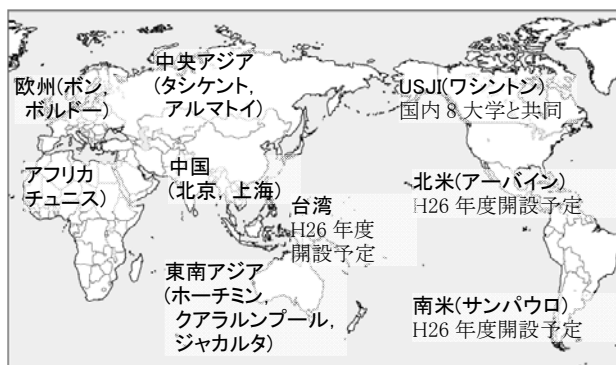 欧州(ボン,
ボルドー)
中央アジア
(タシケント,
アルマトイ)
USJI(ワシントン)
国内8大学と共同
アフリカ
チュニス)
中国
(北京, 上海)
台湾
H26 年度
開設予定
北米(アーバイン)
H26 年度開設予定
東南アジア
(ホーチミン,
クアラルンプール,
ジャカルタ)
南米(サンパウロ)
H26 年度開設予定